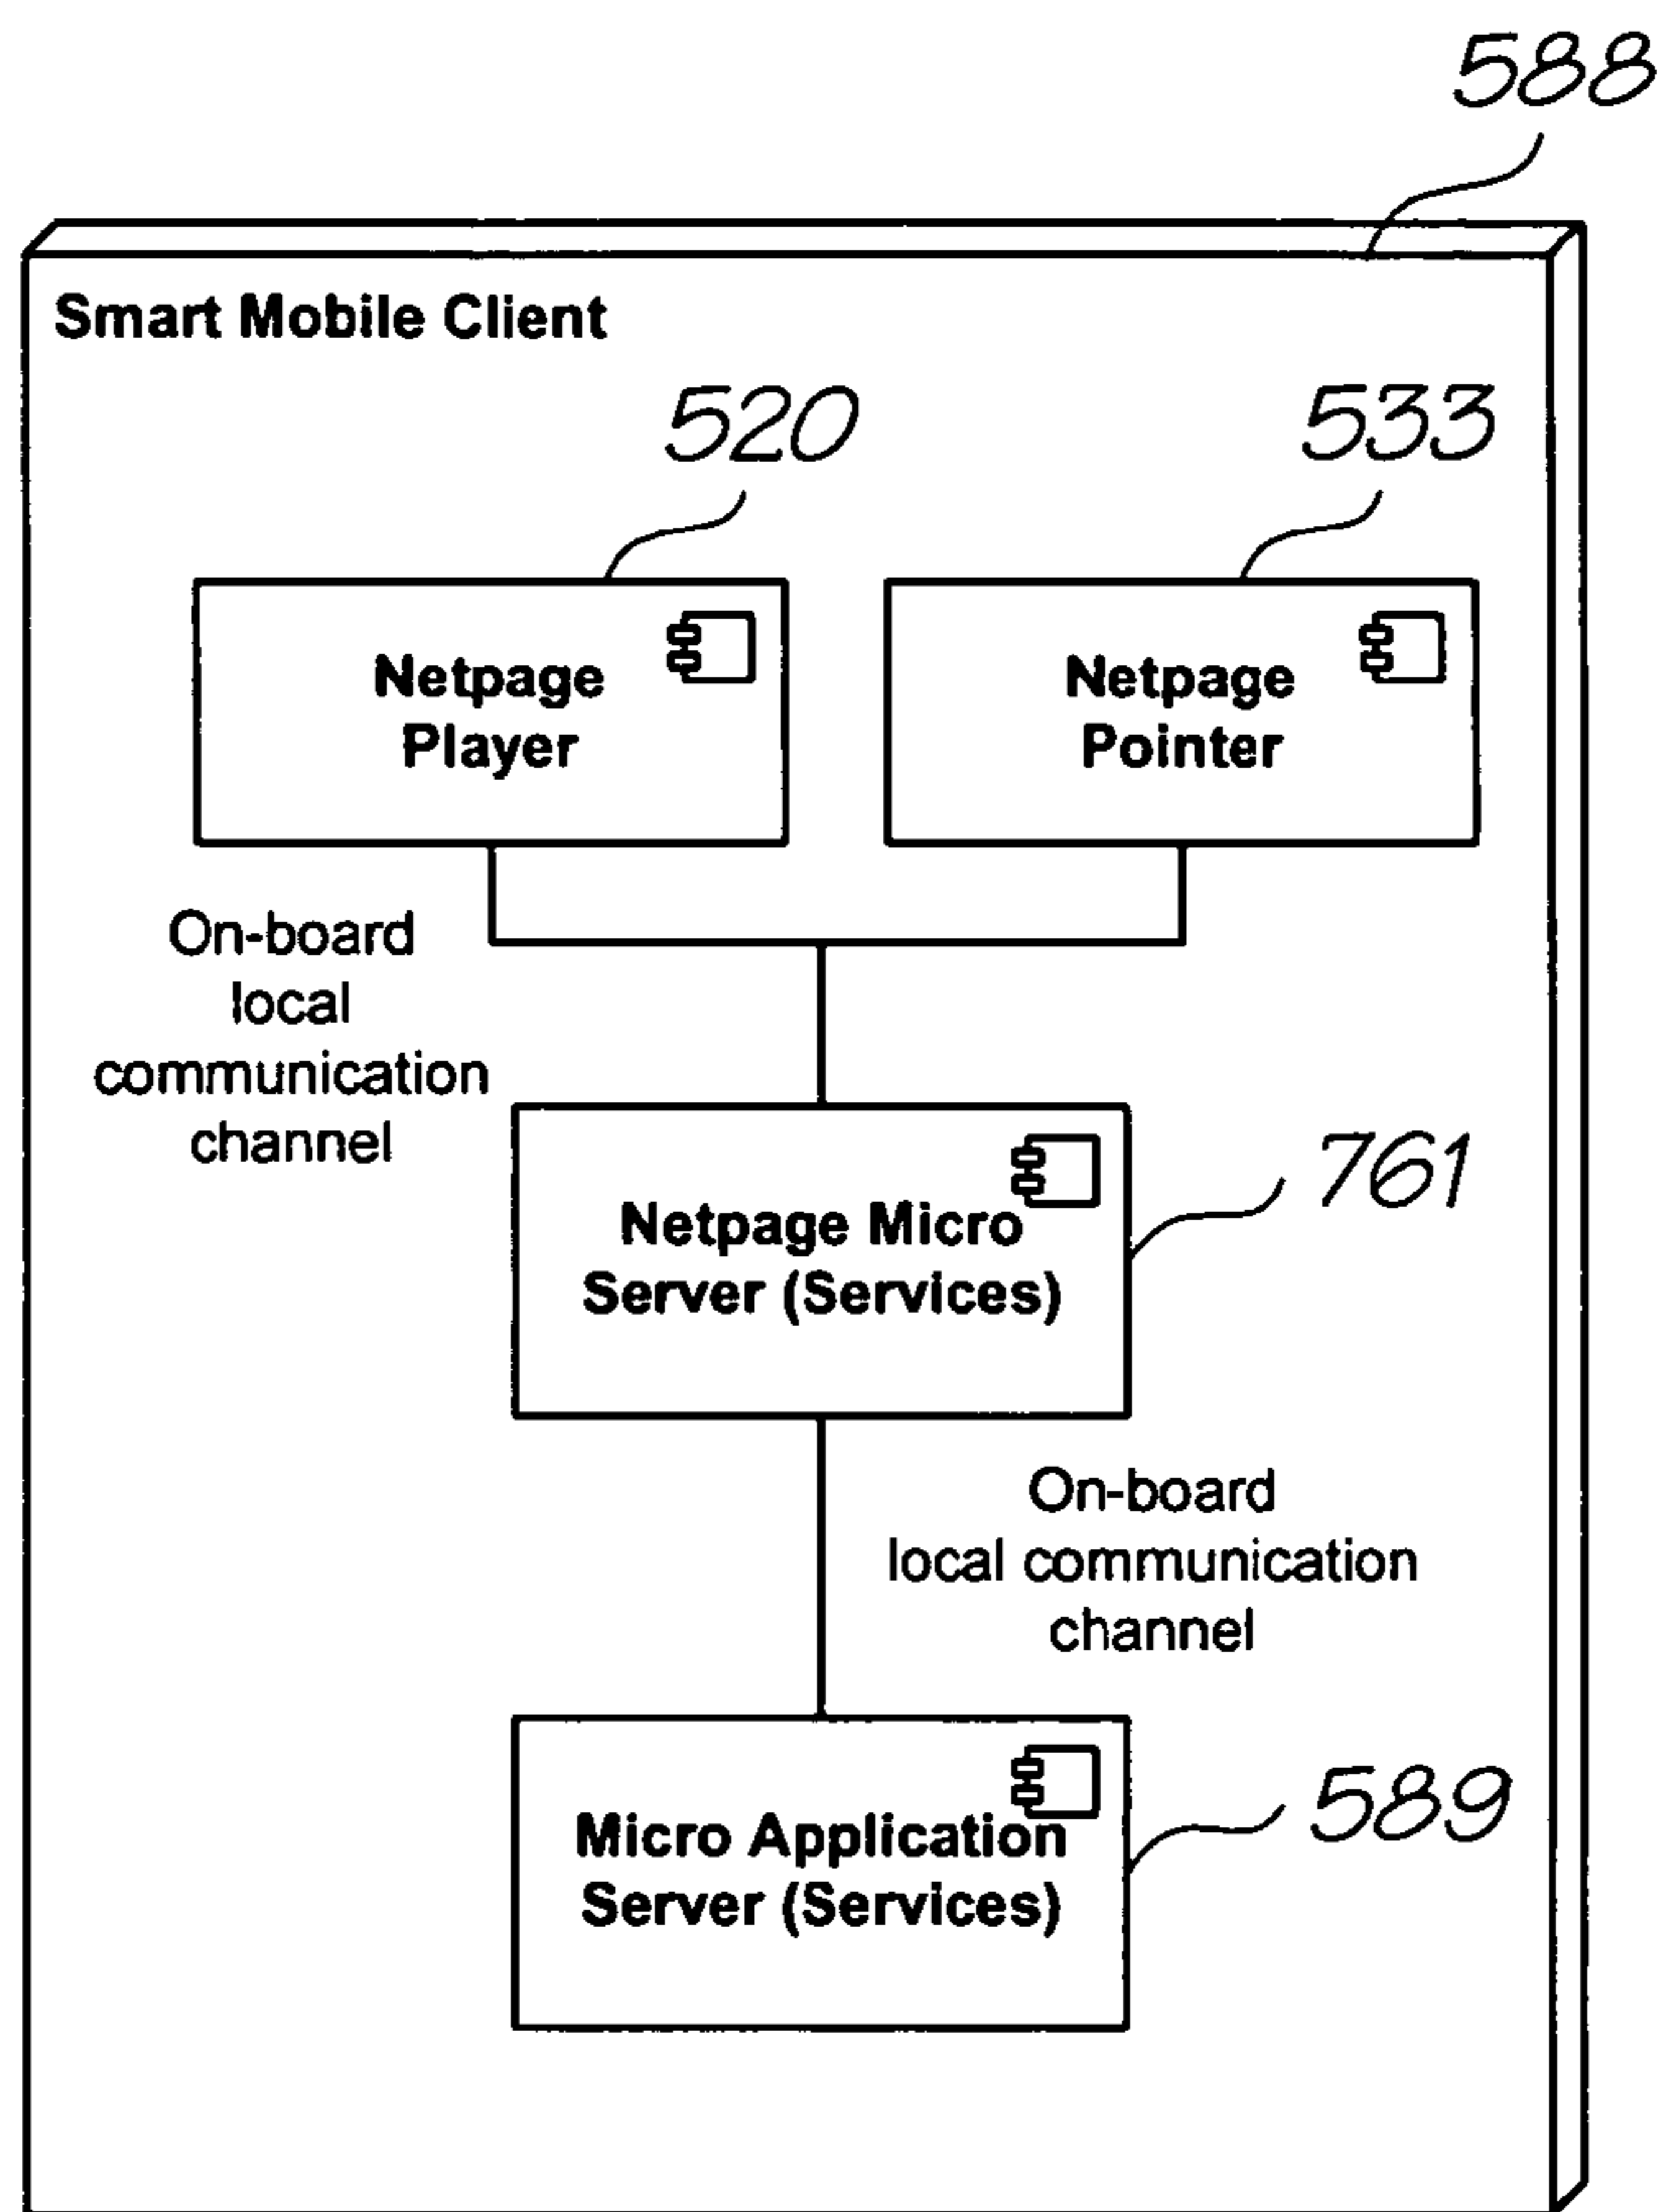 588
Smart Mobile Client
520
533
Netpage
Player
Netpage
Pointer
On-board
local
communication
channel
Netpage Micro
Server (Services)
761
On-board
local communication
channel
Micro Application
Server (Services)
589